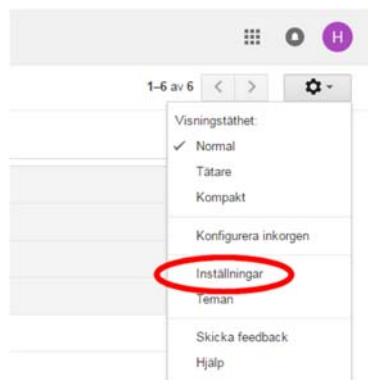 H
1–6 av 6
Visningstäthet:
Normal
Tätare
Kompakt
Konfigurera inkorgen
Inställningar
Teman
Skicka feedback
Hjälp